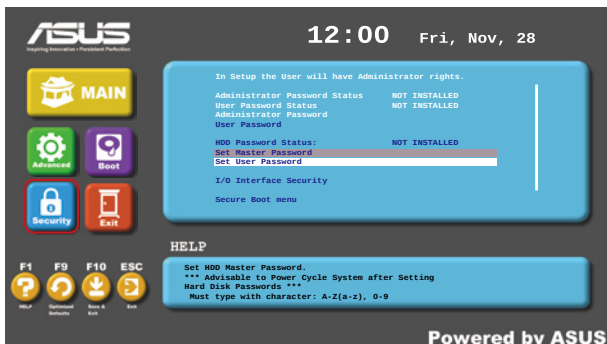 ASUS
Inspiring Innovation • Persistent Perfection
12:00 Fri, Nov, 28
MAIN
Advanced
Boot
Security
Exit
In Setup the User will have Administrator rights.
Administrator Password Status NOT INSTALLED
User Password Status NOT INSTALLED
Administrator Password
User Password
HDD Password Status: NOT INSTALLED
Set Master Password
Set User Password
I/O Interface Security
Secure Boot menu
HELP
Set HDD Master Password.
*** Advisable to Power Cycle System after Setting
Hard Disk Passwords ***
Must type with character: A-Z(a-z), 0-9
F1 F9 F10 ESC
HELP Optimized Defaults Save & Exit Exit
Powered by ASUS